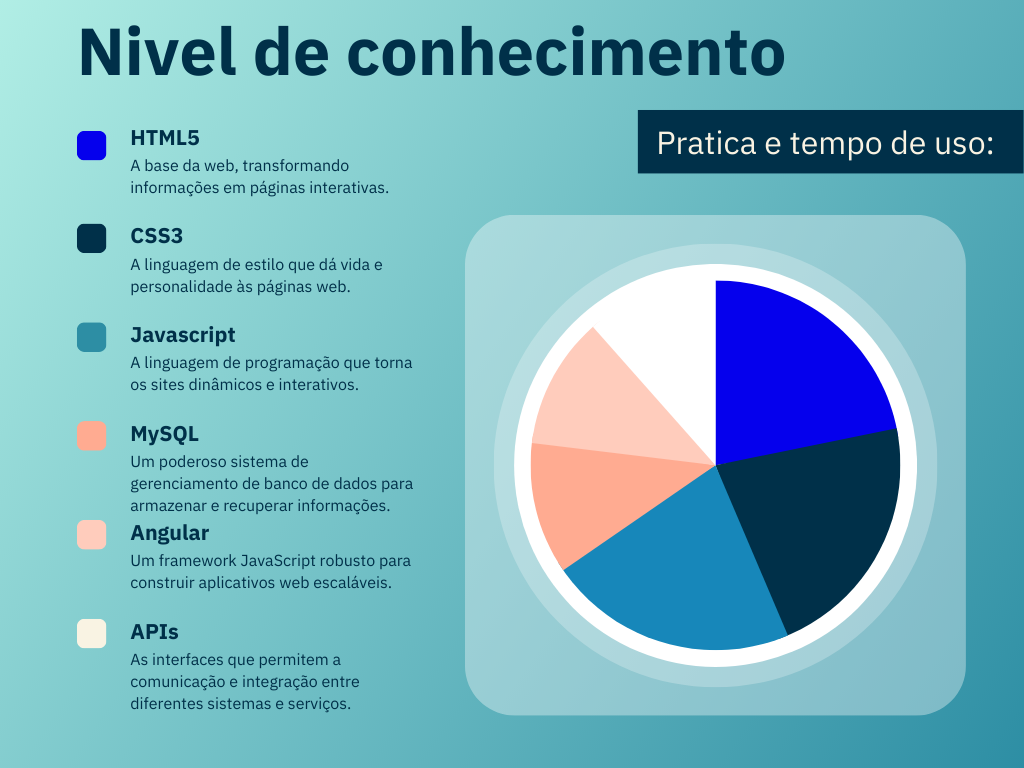 Nivel de conhecimento
Pratica e tempo de uso:
HTML5
A base da web, transformando
informações em páginas interativas.
CSS3
A linguagem de estilo que dá vida e
personalidade às páginas web.
Javascript
A linguagem de programação que torna
os sites dinâmicos e interativos.
MySQL
Um poderoso sistema de
gerenciamento de banco de dados para
armazenar e recuperar informações.
Angular
Um framework JavaScript robusto para
construir aplicativos web escaláveis.
APIs
As interfaces que permitem a
comunicação e integração entre
diferentes sistemas e serviços.